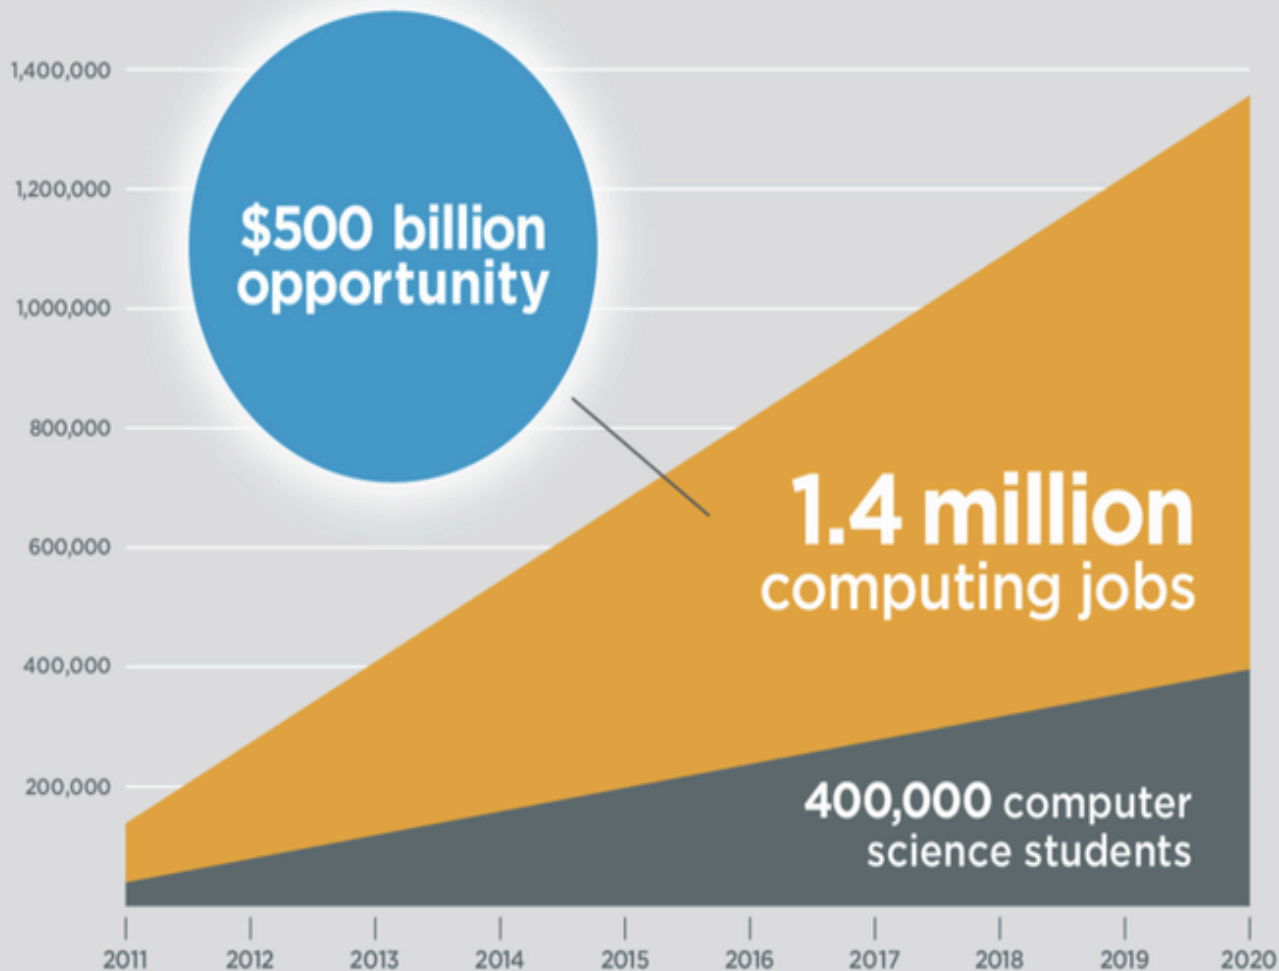 1,400,000
1,200,000
1,000,000
800,000
600,000
400,000
200,000
$500 billion
opportunity
1.4 million
computing jobs
400,000 computer
science students
2011 2012 2013 2014 2015 2016 2017 2018 2019 2020